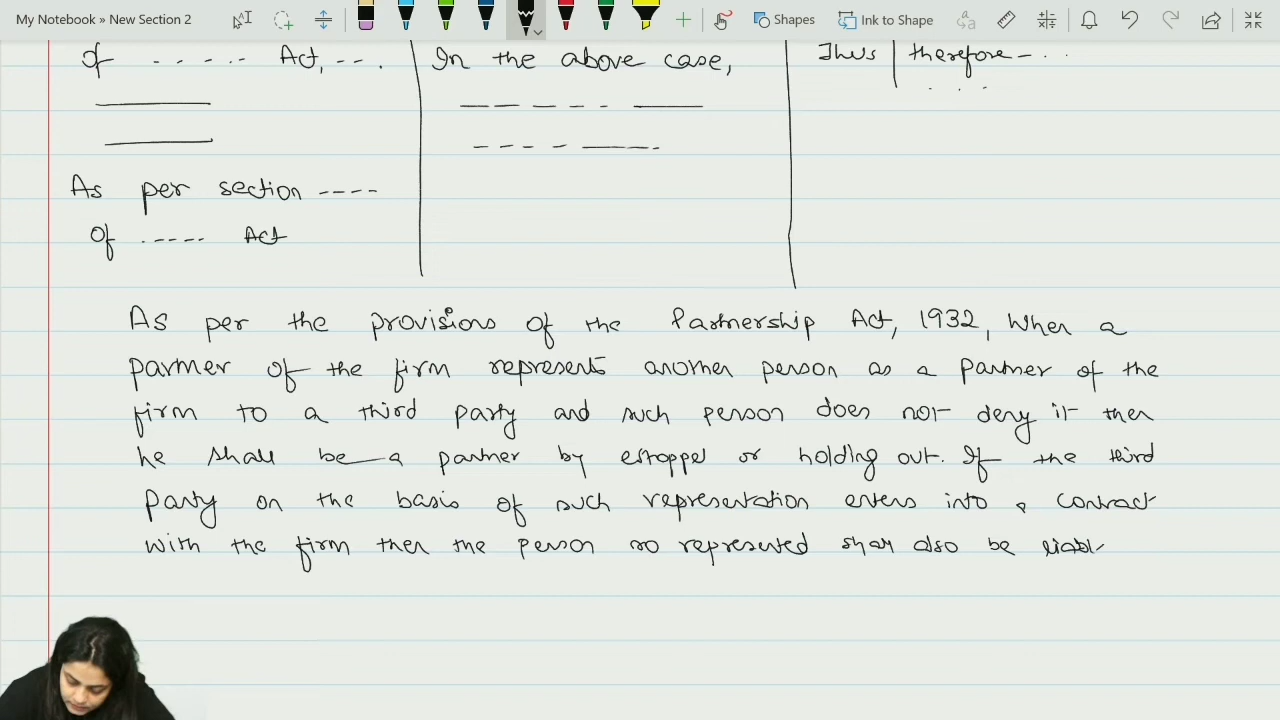 My Notebook » New Section 2
Shapes
Ink to Shape
of ..... Act, --.
In the above case,
Thus
therefore-..
As per section ----
Of ..... Act
As per the provisions of the Partnership Act, 1932, when a
partner of the firm represents another person as a partner of the
firm to a third party and such person does not deny it then
he shall be a partner by estoppel or holding out. If the third
party on the basis of such representation enters into a contract
with the firm then the person so represented shall also be liabl